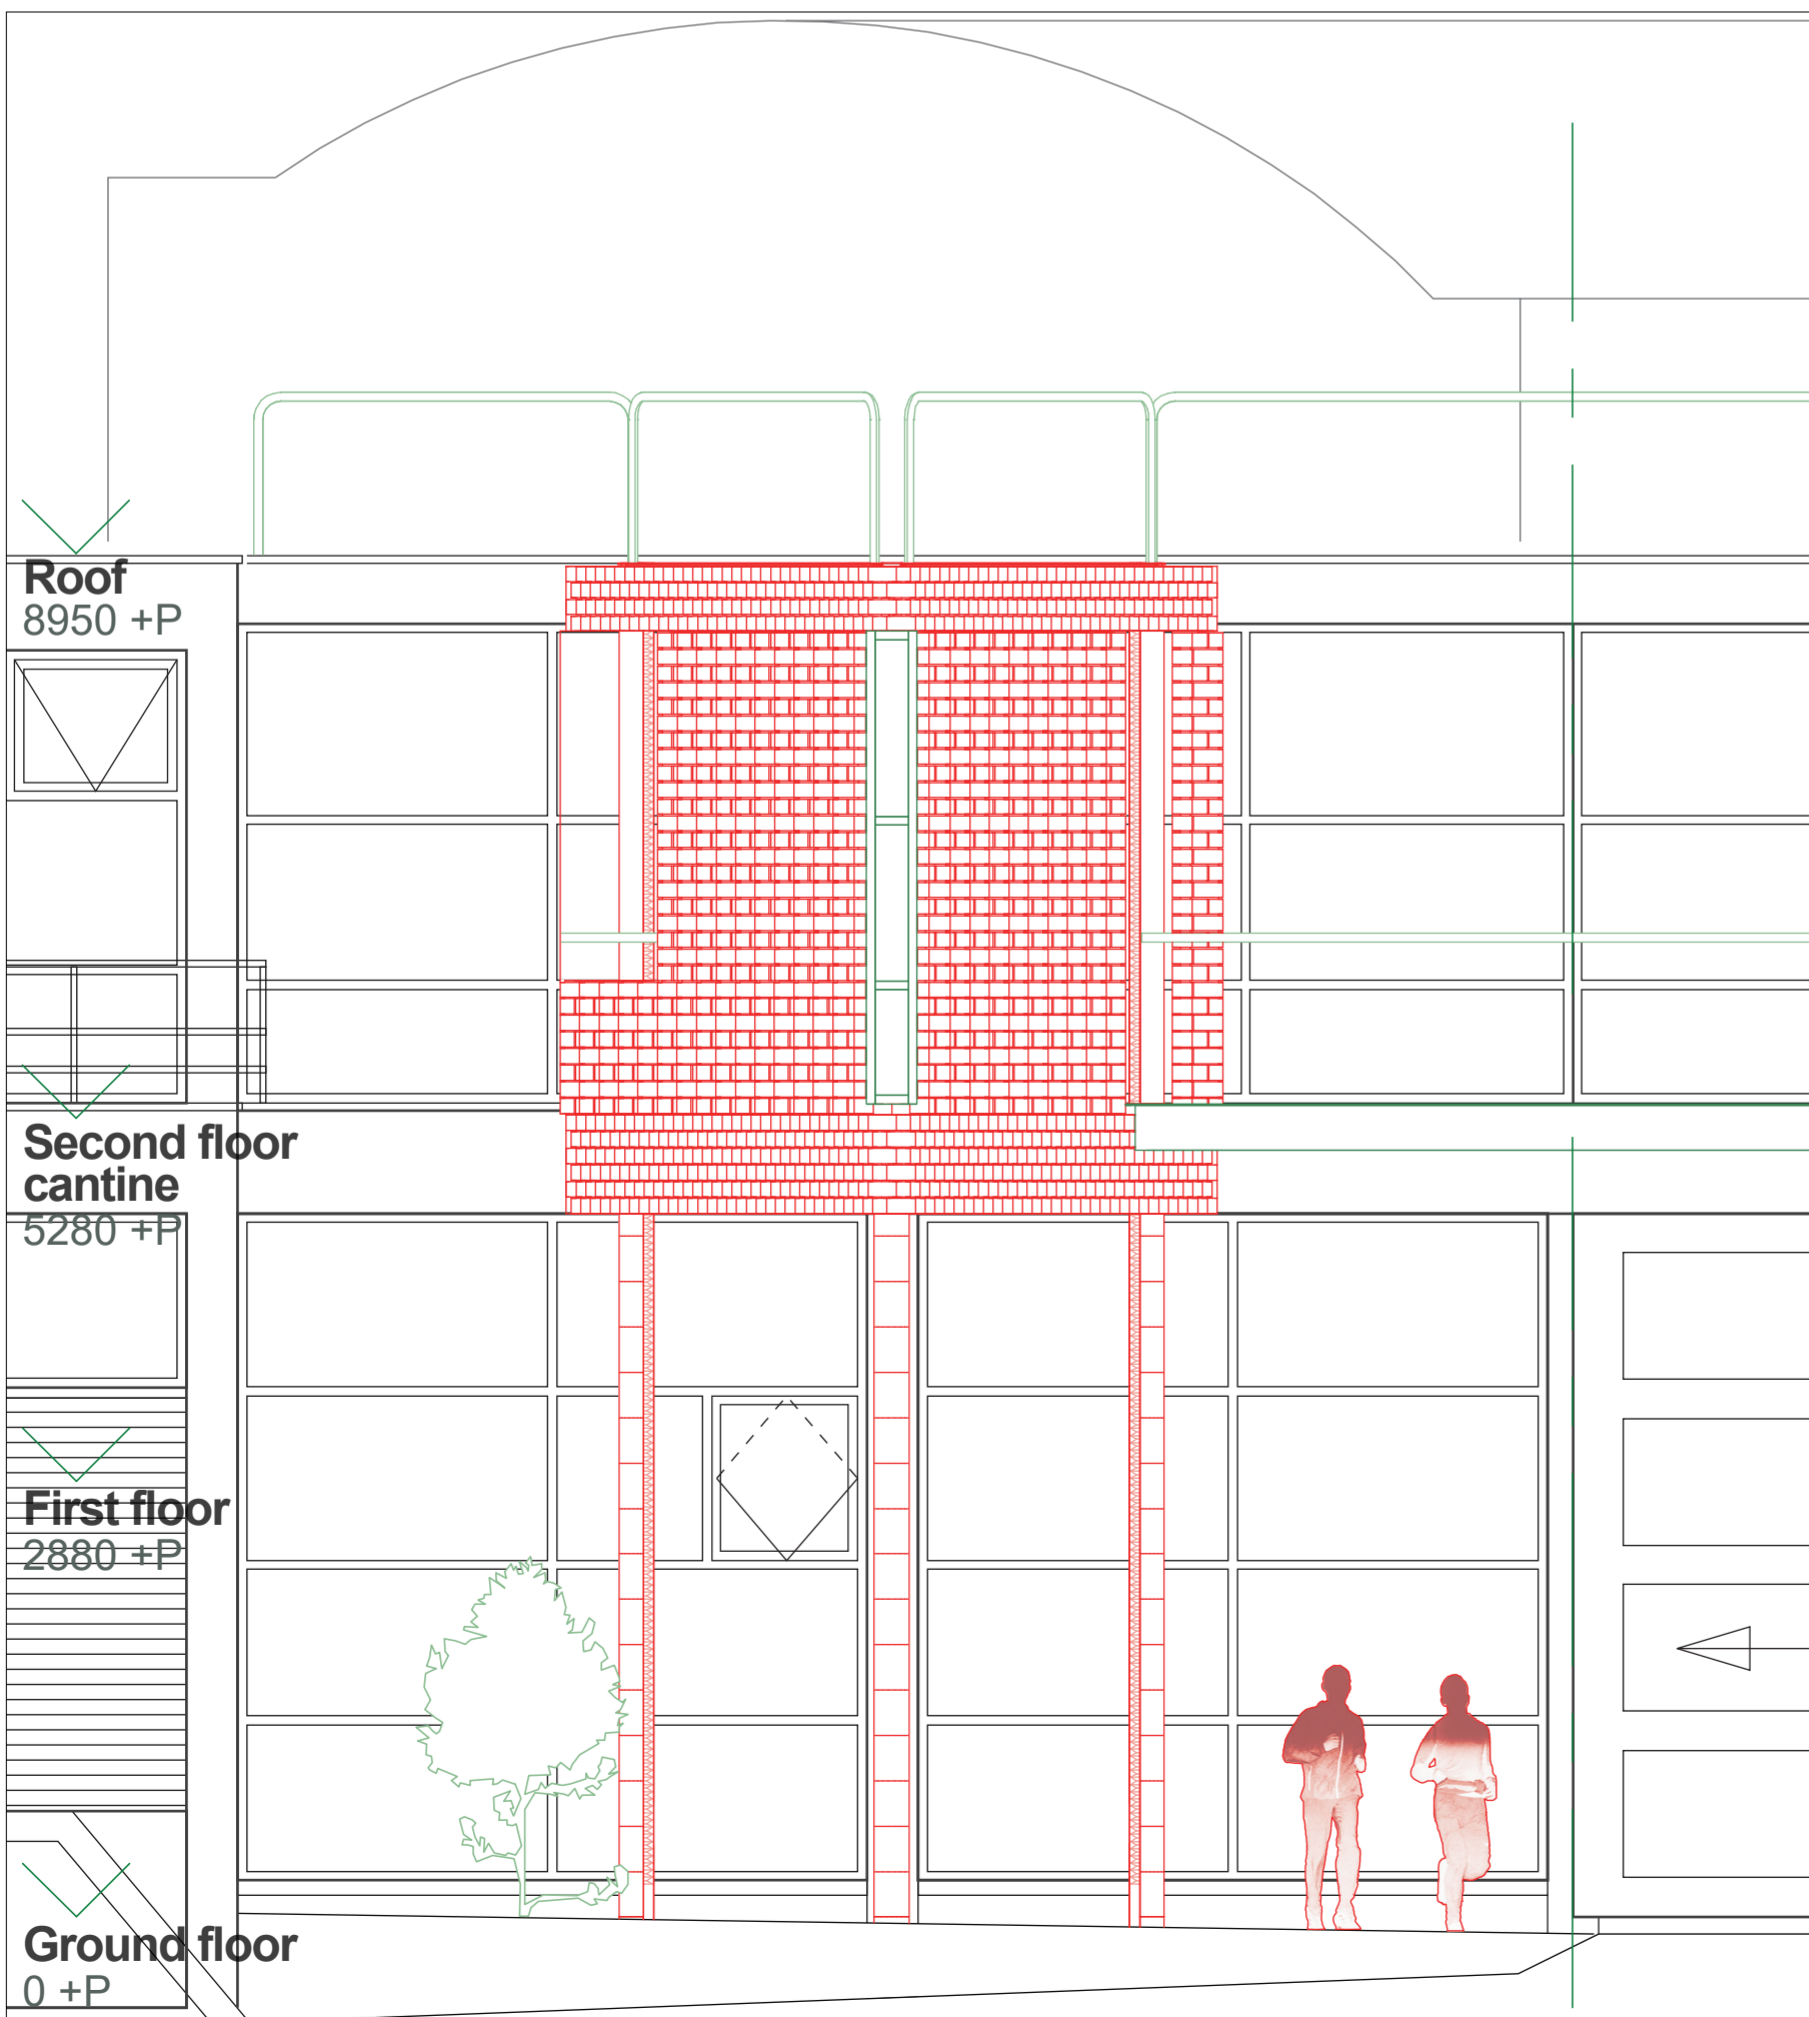 Roof
8950 +P
Second floor
cantine
5280 +P
First floor
2880 +P
Ground floor
0 +P